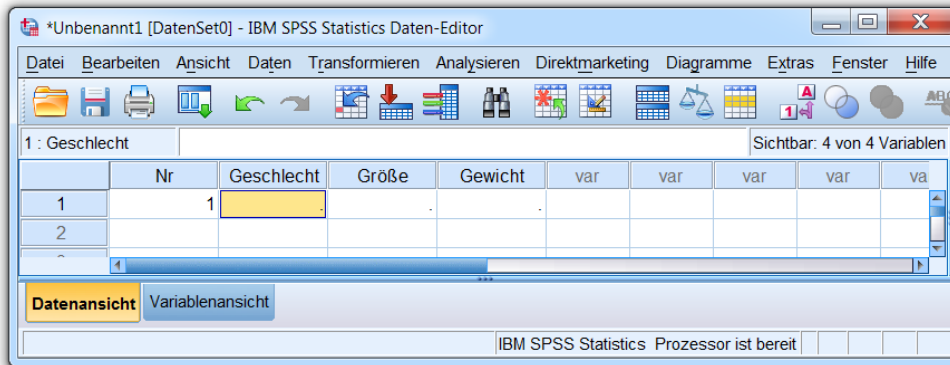 *Unbenannt1 [DatenSet0] - IBM SPSS Statistics Daten-Editor
Datei Bearbeiten Ansicht Daten Transformieren Analysieren Direktmarketing Diagramme Extras Fenster Hilfe
1 : Geschlecht Sichtbar: 4 von 4 Variablen
Nr Geschlecht Größe Gewicht var var var var va
1 1 . . .
2
Datenansicht Variablenansicht
IBM SPSS Statistics Prozessor ist bereit